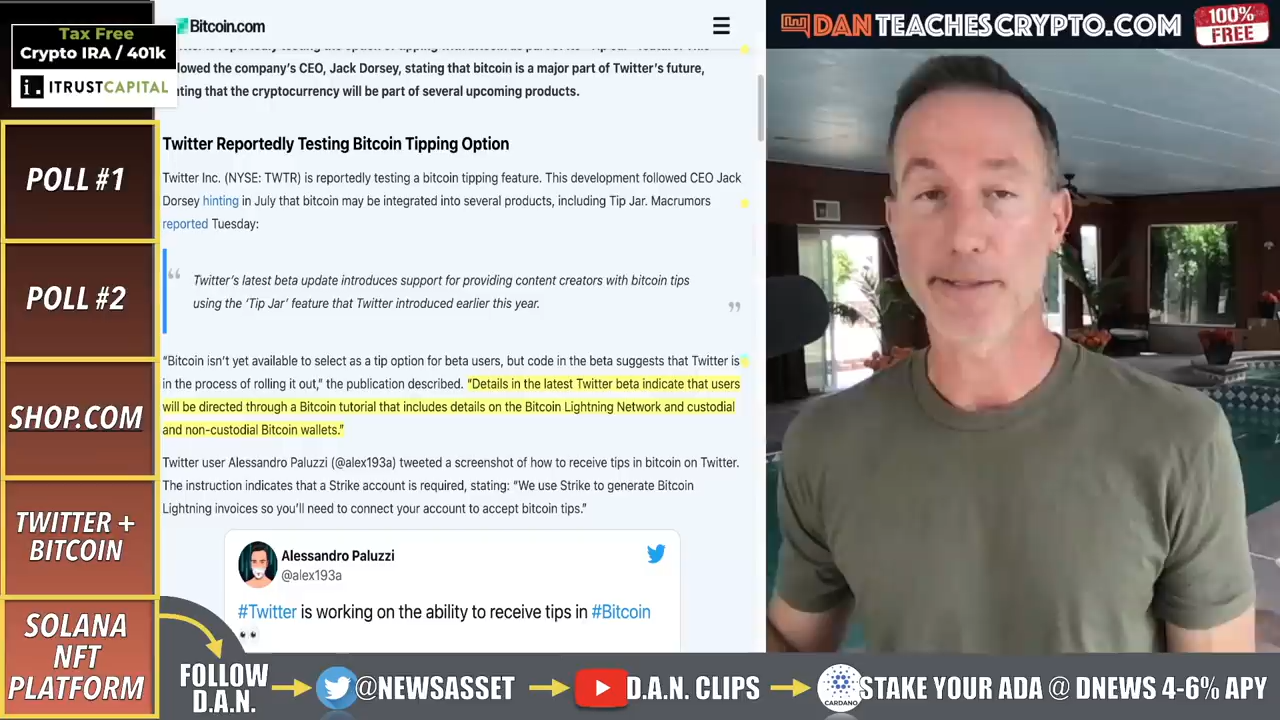 Tax Free
Crypto IRA / 401k
i. ITRUSTCAPITAL
POLL #1
POLL #2
SHOP.COM
TWITTER +
BITCOIN
SOLANA
NFT
PLATFORM
Bitcoin.com
llowed the company's CEO, Jack Dorsey, stating that bitcoin is a major part of Twitter's future,
nting that the cryptocurrency will be part of several upcoming products.
Twitter Reportedly Testing Bitcoin Tipping Option
Twitter Inc. (NYSE: TWTR) is reportedly testing a bitcoin tipping feature. This development followed CEO Jack
Dorsey hinting in July that bitcoin may be integrated into several products, including Tip Jar. Macrumors
reported Tuesday:
“ Twitter's latest beta update introduces support for providing content creators with bitcoin tips
using the ‘Tip Jar’ feature that Twitter introduced earlier this year. ”
“Bitcoin isn't yet available to select as a tip option for beta users, but code in the beta suggests that Twitter is
in the process of rolling it out,” the publication described. “Details in the latest Twitter beta indicate that users
will be directed through a Bitcoin tutorial that includes details on the Bitcoin Lightning Network and custodial
and non-custodial Bitcoin wallets.”
Twitter user Alessandro Paluzzi (@alex193a) tweeted a screenshot of how to receive tips in bitcoin on Twitter.
The instruction indicates that a Strike account is required, stating: “We use Strike to generate Bitcoin
Lightning invoices so you'll need to connect your account to accept bitcoin tips.”
Alessandro Paluzzi
@alex193a
#Twitter is working on the ability to receive tips in #Bitcoin
DANTEACHESCRYPTO.COM
100%
FREE
FOLLOW
D.A.N.
@NEWSASSET
D.A.N. CLIPS
CARDANO
STAKE YOUR ADA @ DNEWS 4-6% APY